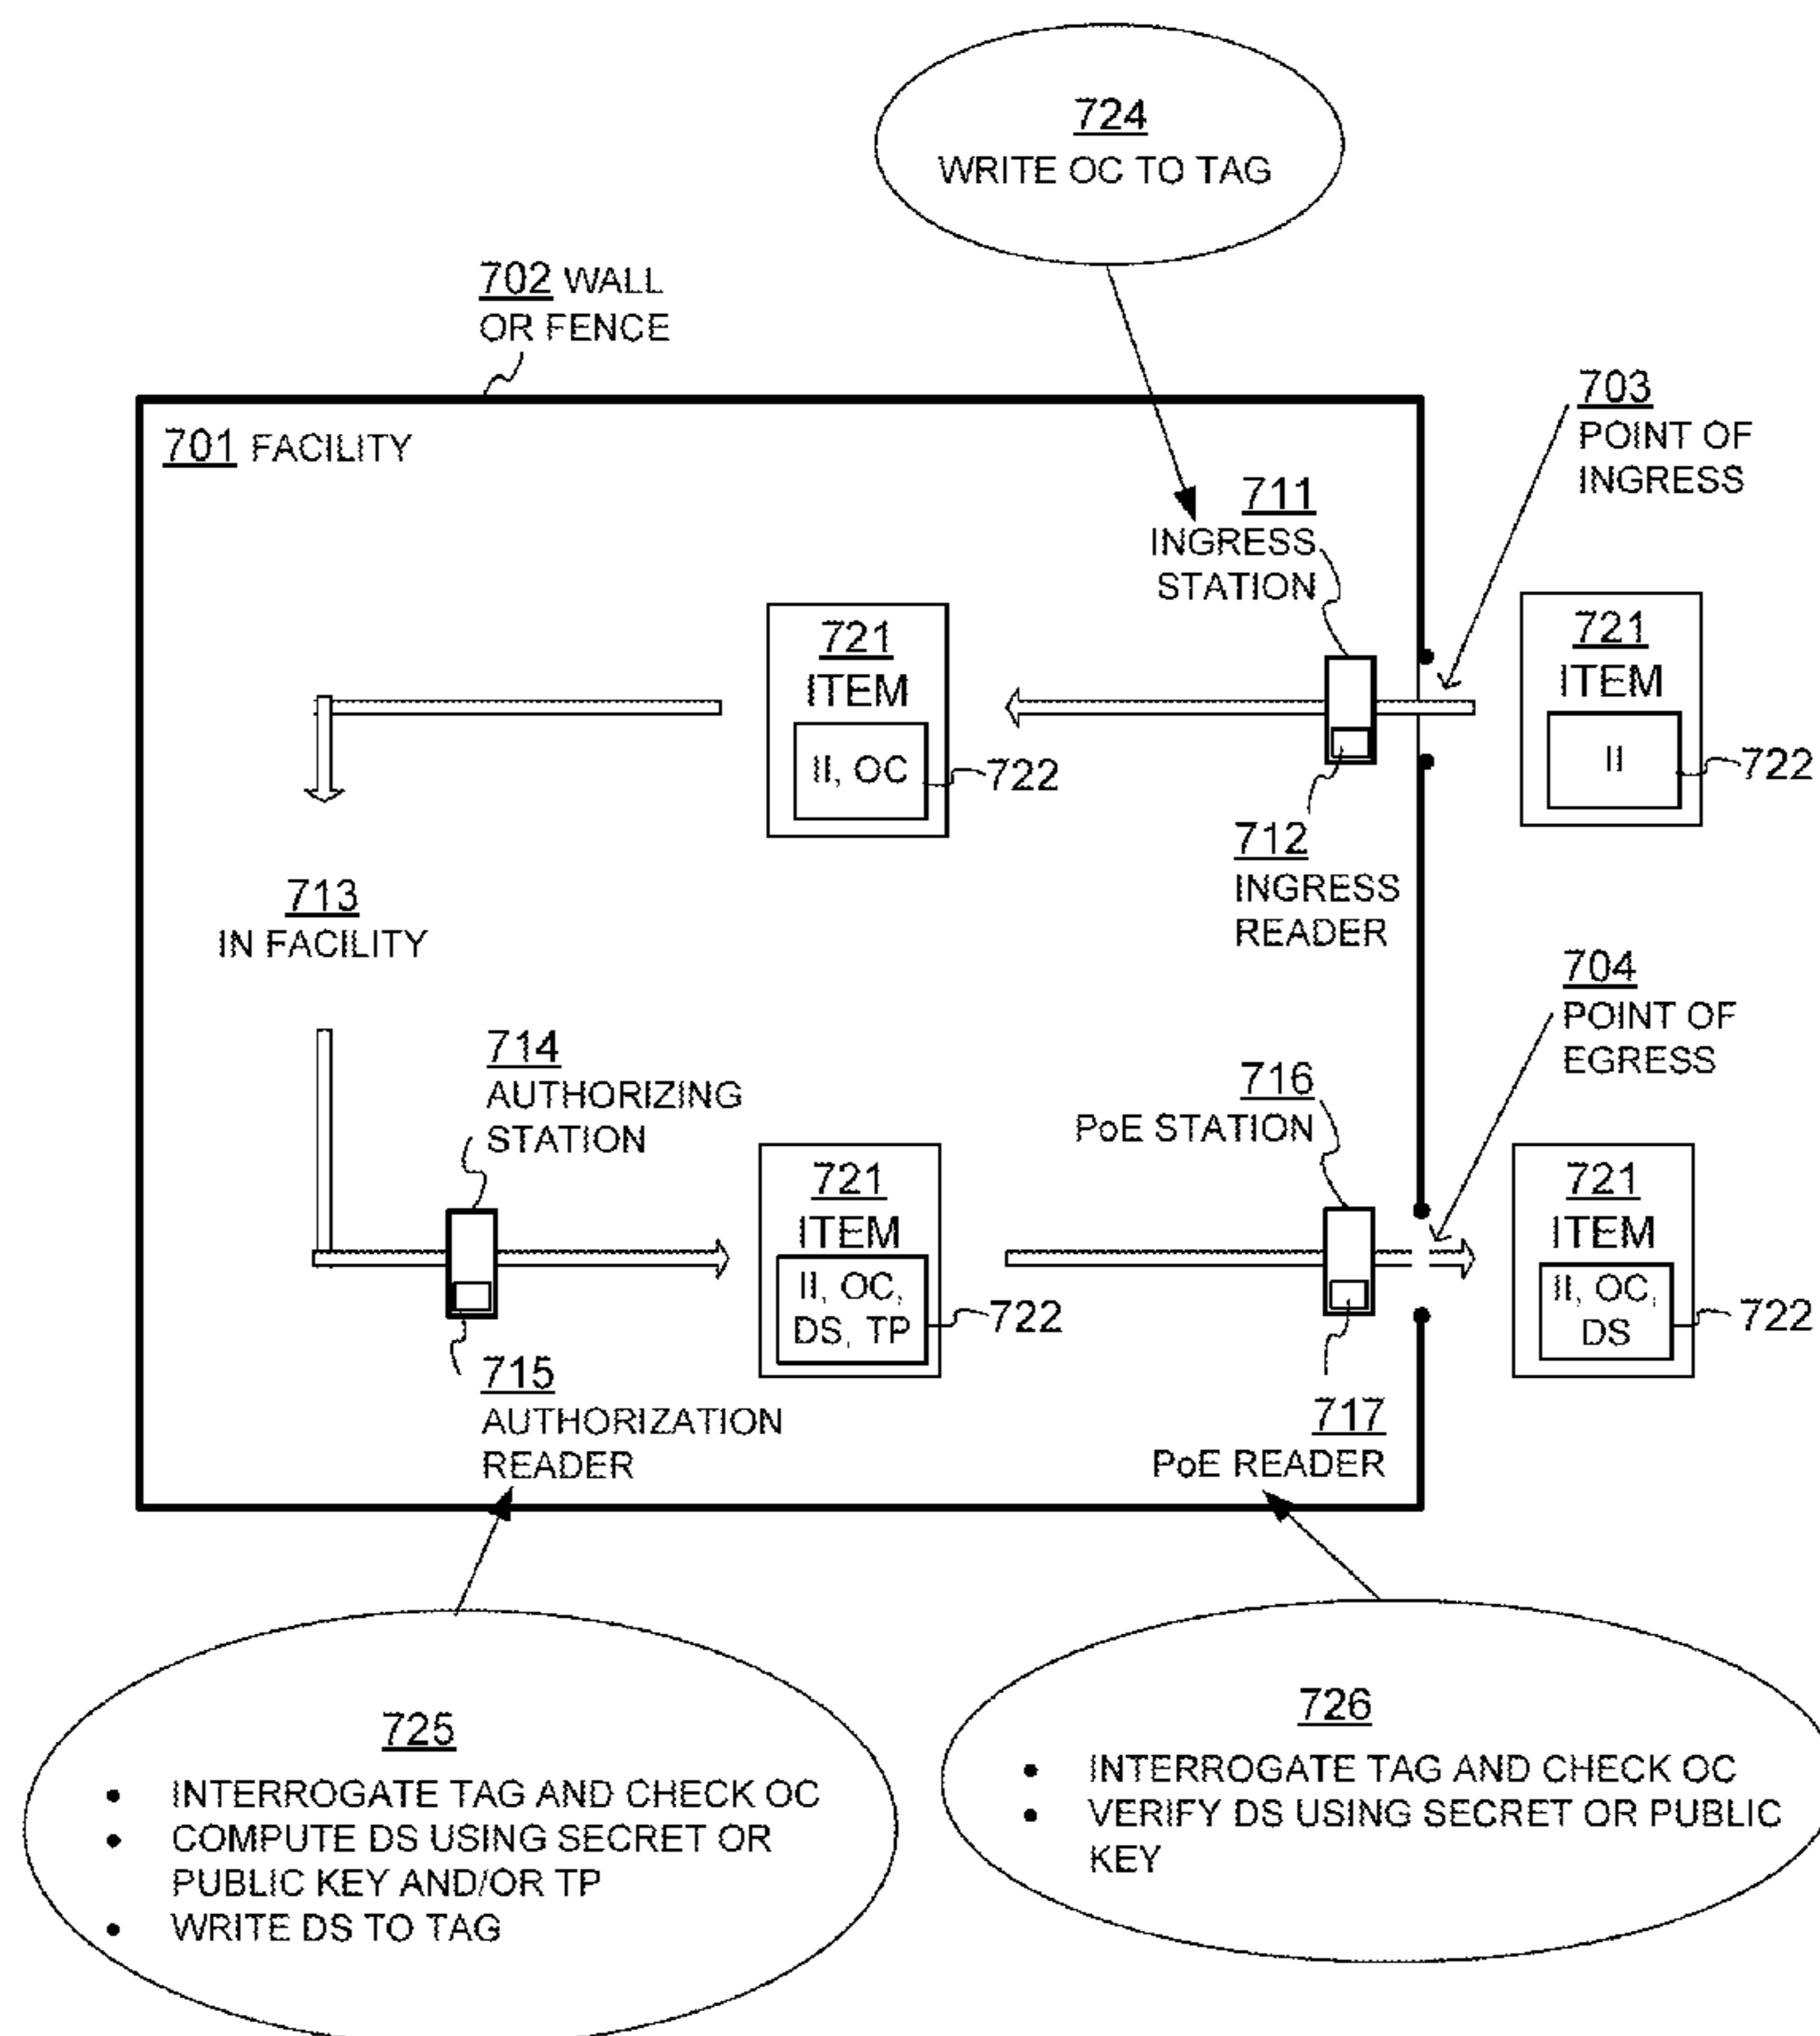 724
WRITE OC TO TAG
702 WALL
OR FENCE
703
POINT OF
INGRESS
701 FACILITY
711
INGRESS
STATION
721
ITEM
II, OC
722
721
ITEM
II
722
712
INGRESS
READER
713
IN FACILITY
704
POINT OF
EGRESS
714
AUTHORIZING
STATION
716
PoE STATION
721
ITEM
II, OC,
DS, TP
722
721
ITEM
II, OC,
DS
722
715
AUTHORIZATION
READER
717
PoE READER
725
• INTERROGATE TAG AND CHECK OC
• COMPUTE DS USING SECRET OR
PUBLIC KEY AND/OR TP
• WRITE DS TO TAG
726
• INTERROGATE TAG AND CHECK OC
• VERIFY DS USING SECRET OR PUBLIC
KEY